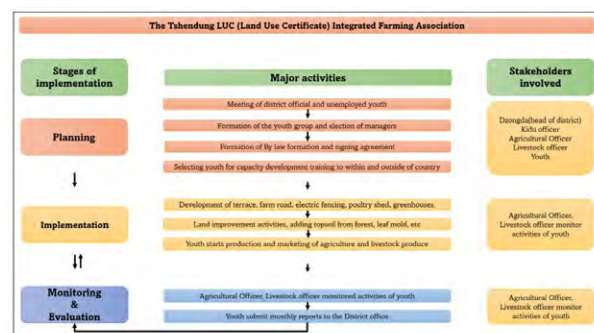 The Tshendung LUC (Land Use Certificate) Integrated Farming Association
Stages of
implementation
Major activities
Stakeholders
involved
Planning
Meeting of district official and unemployed youth
Formation of the youth group and election of managers
Formation of By law formation and signing agreement
Selecting youth for capacity development training to within and outside of country
Dzongda(head of district)
Kidu officer
Agricultural Officer
Livestock officer
Youth
Implementation
Development of terrace, farm road, electric fencing, poultry shed, greenhouses.
Land improvement activities, adding topsoil from forest, leaf mold, etc
Youth starts production and marketing of agriculture and livestock produce
Agricultural Officer,
Livestock officer monitor
activities of youth
Monitoring
&
Evaluation
Agricultural Officer, Livestock officer monitored activities of youth
Youth submit monthly reports to the District office
Agricultural Officer,
Livestock officer monitor
activities of youth